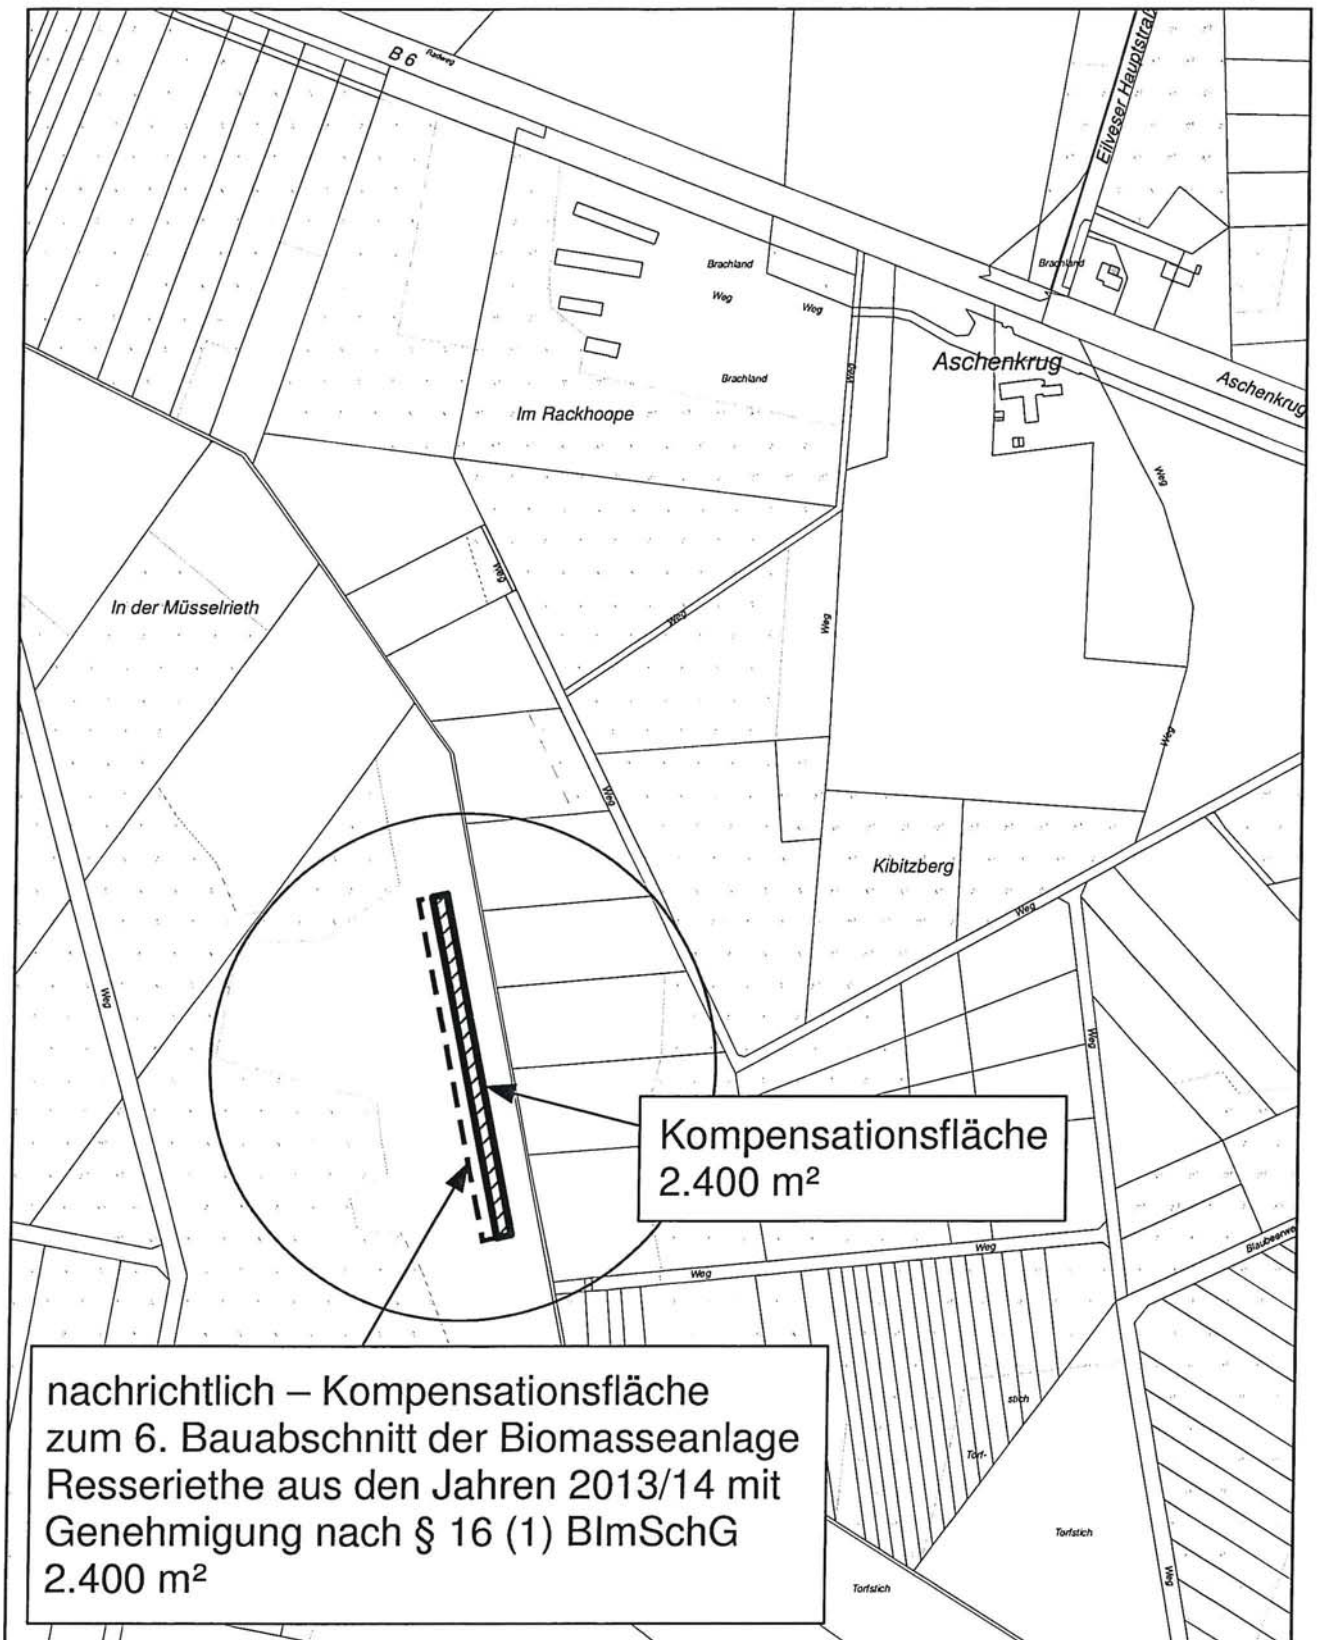 B 6
Radweg
Eilveser Hauptstraß
Brachland
Brachland
Weg
Weg
Aschenkrug
Weg
Brachland
Aschenkrug
Im Rackhoope
Weg
Weg
In der Müsselrieth
Weg
Weg
Weg
Weg
Kibitzberg
Weg
Weg
Weg
Kompensationsfläche
2.400 m²
Weg
Weg
Blaubeerwe
nachrichtlich – Kompensationsfläche
zum 6. Bauabschnitt der Biomasseanlage
Resseriethe aus den Jahren 2013/14 mit
Genehmigung nach § 16 (1) BImSchG
2.400 m²
stich
Torf-
Torfstich
Weg
Torfstich